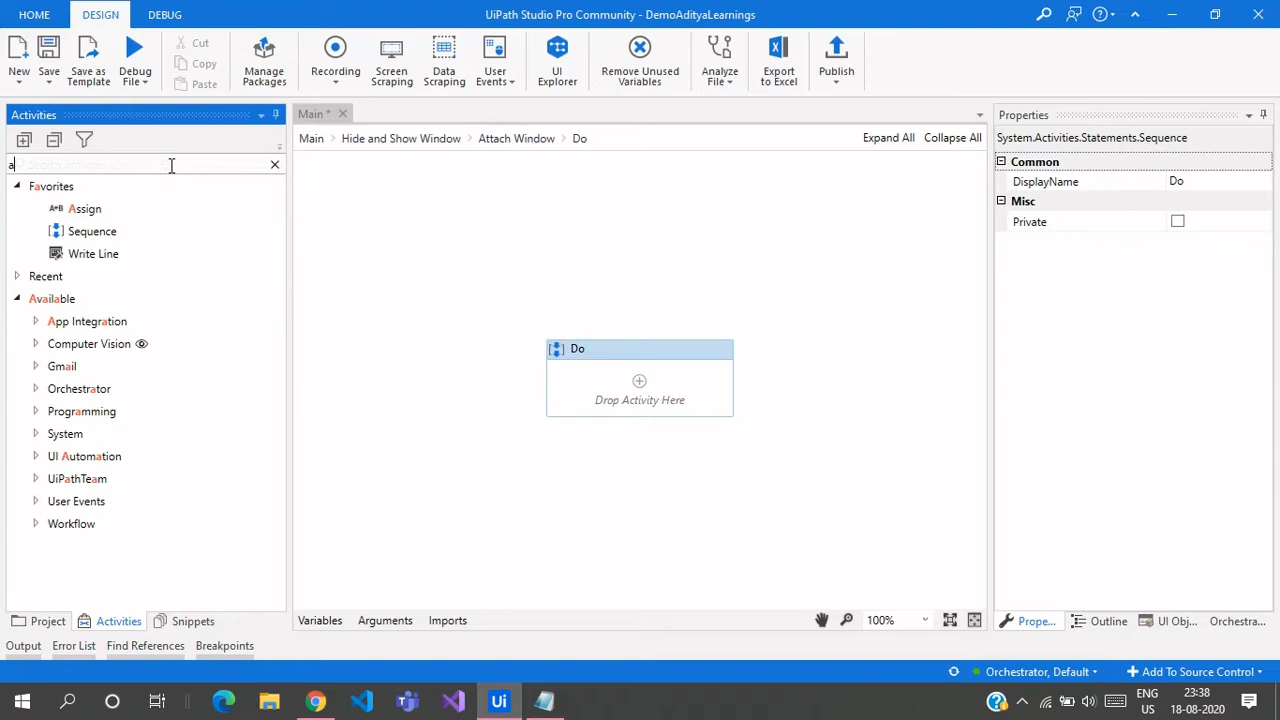 HOME DESIGN DEBUG UiPath Studio Pro Community - DemoAdityaLearnings
New Save Save as Template Debug File Cut Copy Paste Manage Packages Recording Screen Scraping Data Scraping User Events UI Explorer Remove Unused Variables Analyze File Export to Excel Publish
Activities
a
Favorites
Assign
Sequence
Write Line
Recent
Available
App Integration
Computer Vision
Gmail
Orchestrator
Programming
System
UI Automation
UiPathTeam
User Events
Workflow
Project Activities Snippets
Main *
Main Hide and Show Window Attach Window Do Expand All Collapse All
Do
Drop Activity Here
Variables Arguments Imports 100%
Properties
System.Activities.Statements.Sequence
Common
DisplayName Do
Misc
Private
Prope... Outline UI Obj... Orchestra...
Output Error List Find References Breakpoints
Orchestrator, Default Add To Source Control
Ui ENG 23:38
US 18-08-2020